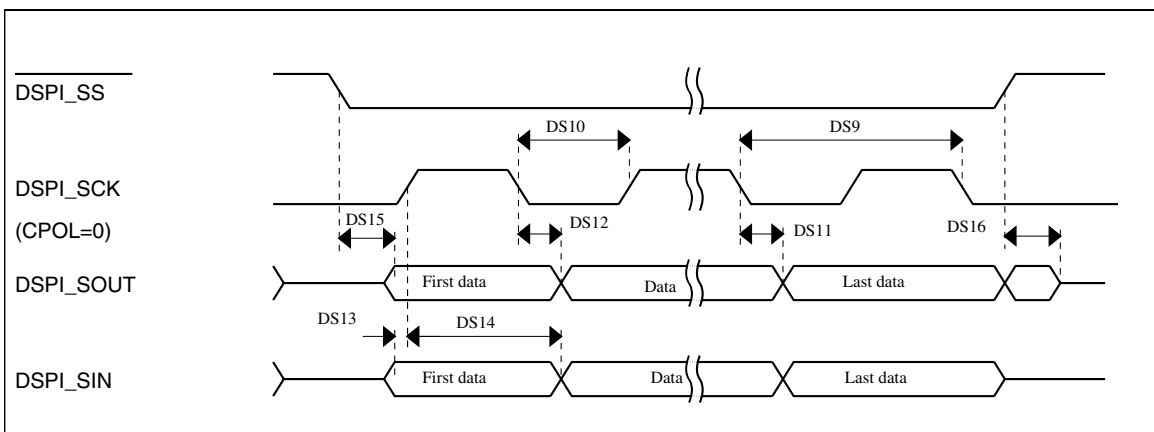 DSPI_SS
DS10
DS9
DSPI_SCK
(CPOL=0)
DS15
DS12
DS11
DS16
DSPI_SOUT
First data
Data
Last data
DS13
DS14
DSPI_SIN
First data
Data
Last data